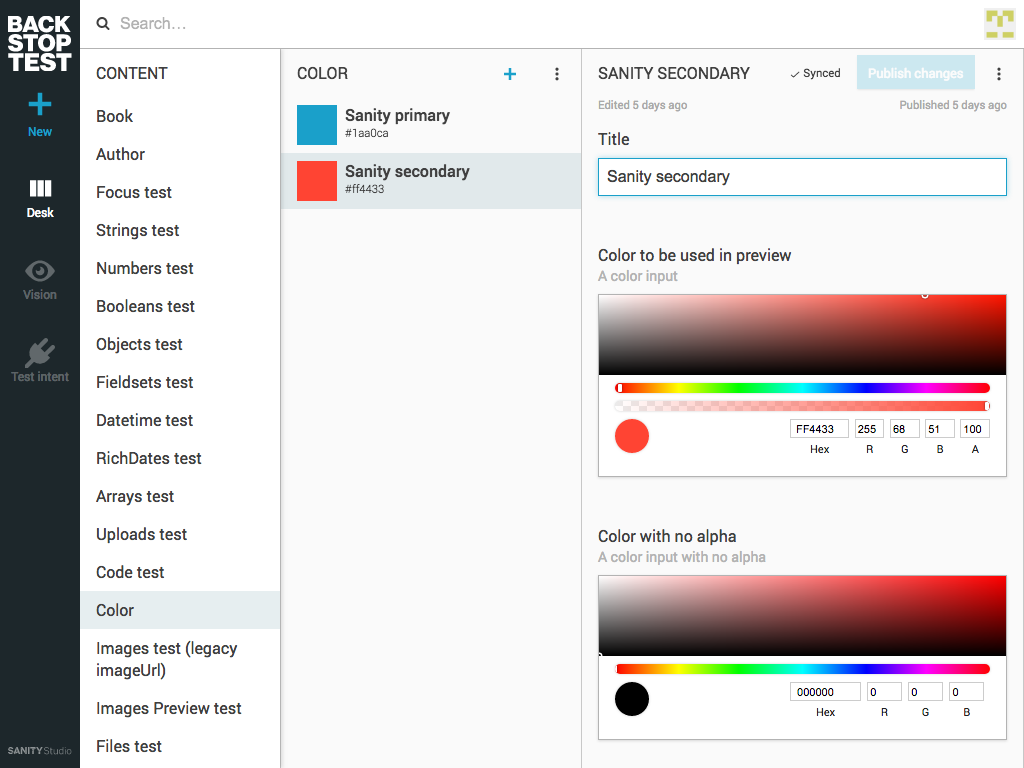 BACK
STOP
TEST
New
Desk
Vision
Test intent
SANITY Studio
Search…
CONTENT
Book
Author
Focus test
Strings test
Numbers test
Booleans test
Objects test
Fieldsets test
Datetime test
RichDates test
Arrays test
Uploads test
Code test
Color
Images test (legacy
imageUrl)
Images Preview test
Files test
COLOR
Sanity primary
#1aa0ca
Sanity secondary
#ff4433
SANITY SECONDARY
Synced
Publish changes
Edited 5 days ago
Published 5 days ago
Title
Sanity secondary
Color to be used in preview
A color input
FF4433 255 68 51 100
Hex R G B A
Color with no alpha
A color input with no alpha
000000 0 0 0
Hex R G B